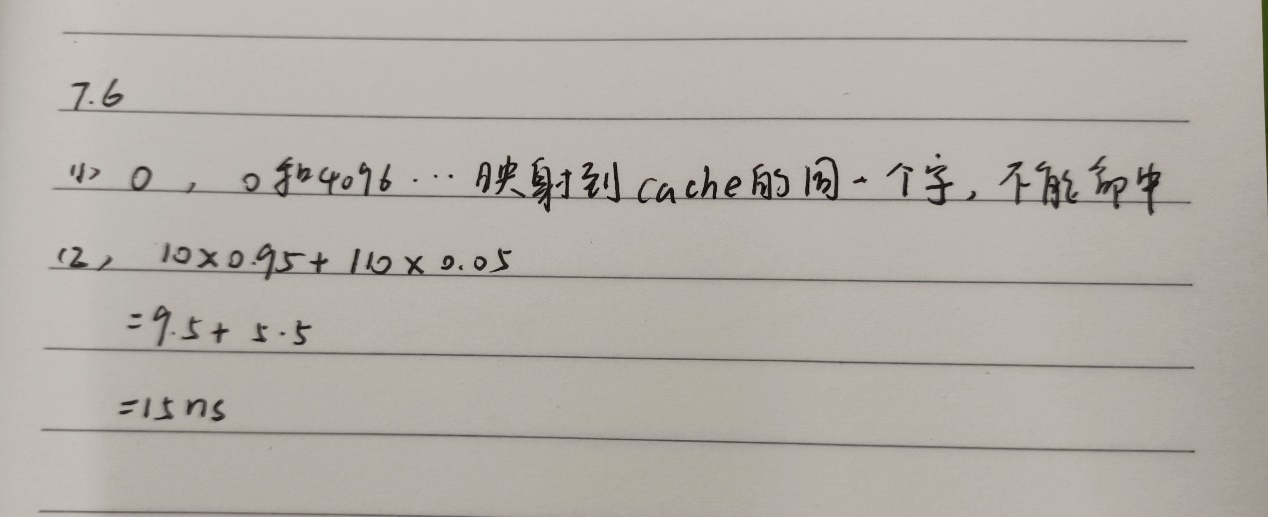 7.6
(1) 0, 0和4096…映射到cache的同一个字,不能命中
(2) 10×0.95+110×0.05
=9.5+5.5
=15ns